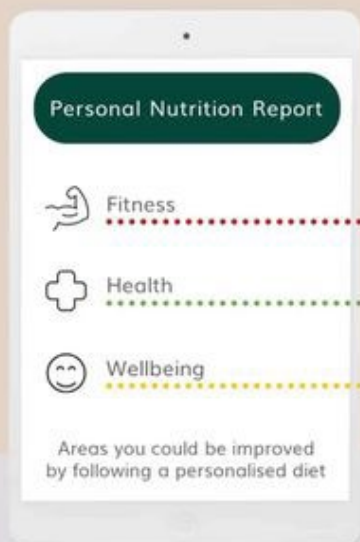 Personal Nutrition Report
Fitness
Health
Wellbeing
Areas you could be improved
by following a personalised diet